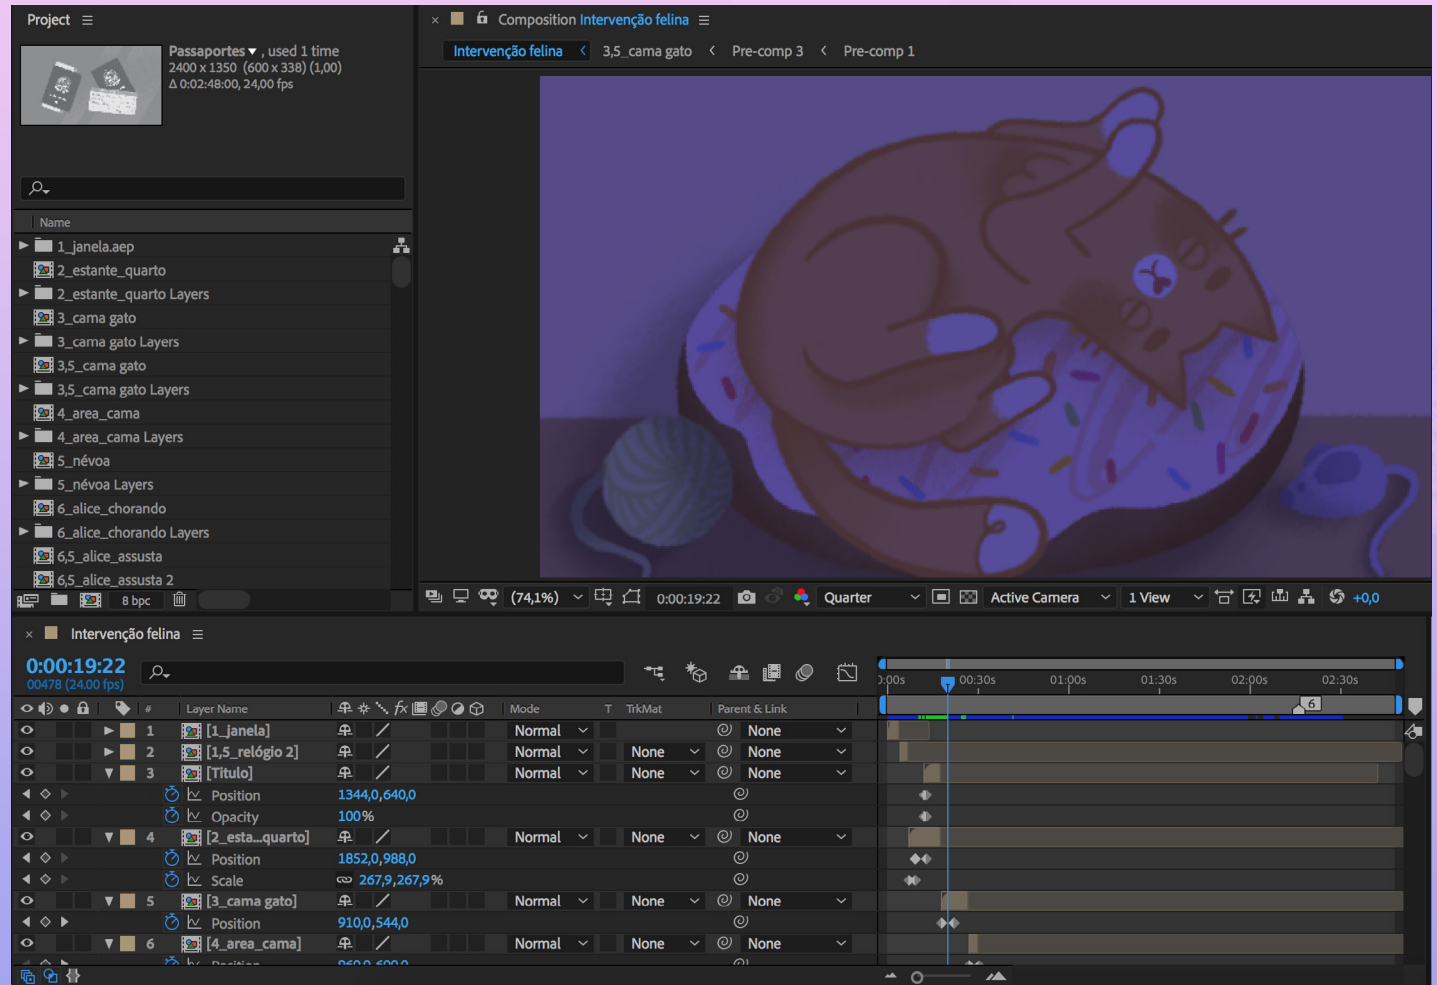 Project
Passaportes , used 1 time
2400 x 1350 (600 x 338) (1,00)
Δ 0:02:48:00, 24,00 fps
Name
1_janela.aep
2_estante_quarto
2_estante_quarto Layers
3_cama gato
3_cama gato Layers
3,5_cama gato
3,5_cama gato Layers
4_area_cama
4_area_cama Layers
5_névoa
5_névoa Layers
6_alice_chorando
6_alice_chorando Layers
6,5_alice_assusta
6,5_alice_assusta 2
8 bpc
Composition Intervenção felina
Intervenção felina 3,5_cama gato Pre-comp 3 Pre-comp 1
(74,1%) 0:00:19:22 Quarter Active Camera 1 View +0,0
Intervenção felina
0:00:19:22
00478 (24.00 fps)
):00s 00:30s 01:00s 01:30s 02:00s 02:30s
6
# Layer Name fx Mode T TrkMat Parent & Link
1 [1_janela] Normal None
2 [1,5_relógio 2] Normal None None
3 [Titulo] Normal None None
Position 1344,0,640,0
Opacity 100%
4 [2_esta...quarto] Normal None None
Position 1852,0,988,0
Scale 267,9,267,9%
5 [3_cama gato] Normal None None
Position 910,0,544,0
6 [4_area_cama] Normal None None
Position 960,0,600,0